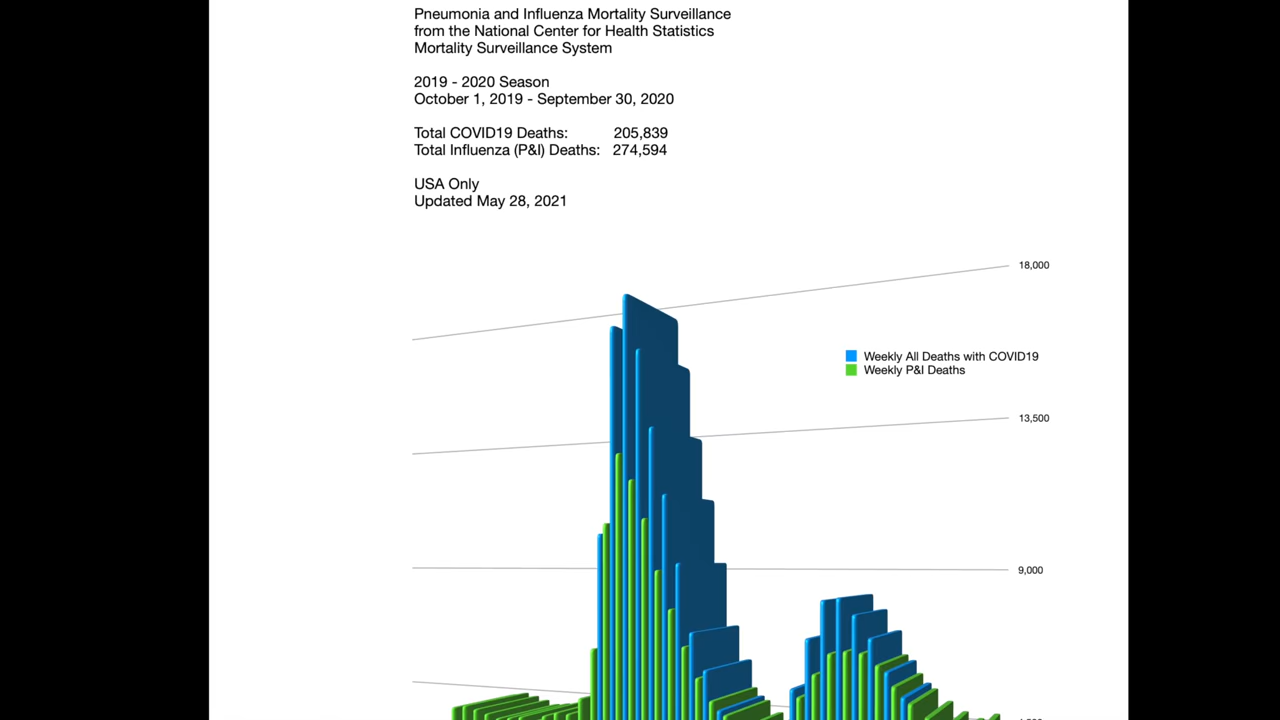 Pneumonia and Influenza Mortality Surveillance
from the National Center for Health Statistics
Mortality Surveillance System
2019 - 2020 Season
October 1, 2019 - September 30, 2020
Total COVID19 Deaths: 205,839
Total Influenza (P&I) Deaths: 274,594
USA Only
Updated May 28, 2021
18,000
Weekly All Deaths with COVID19
Weekly P&I Deaths
13,500
9,000